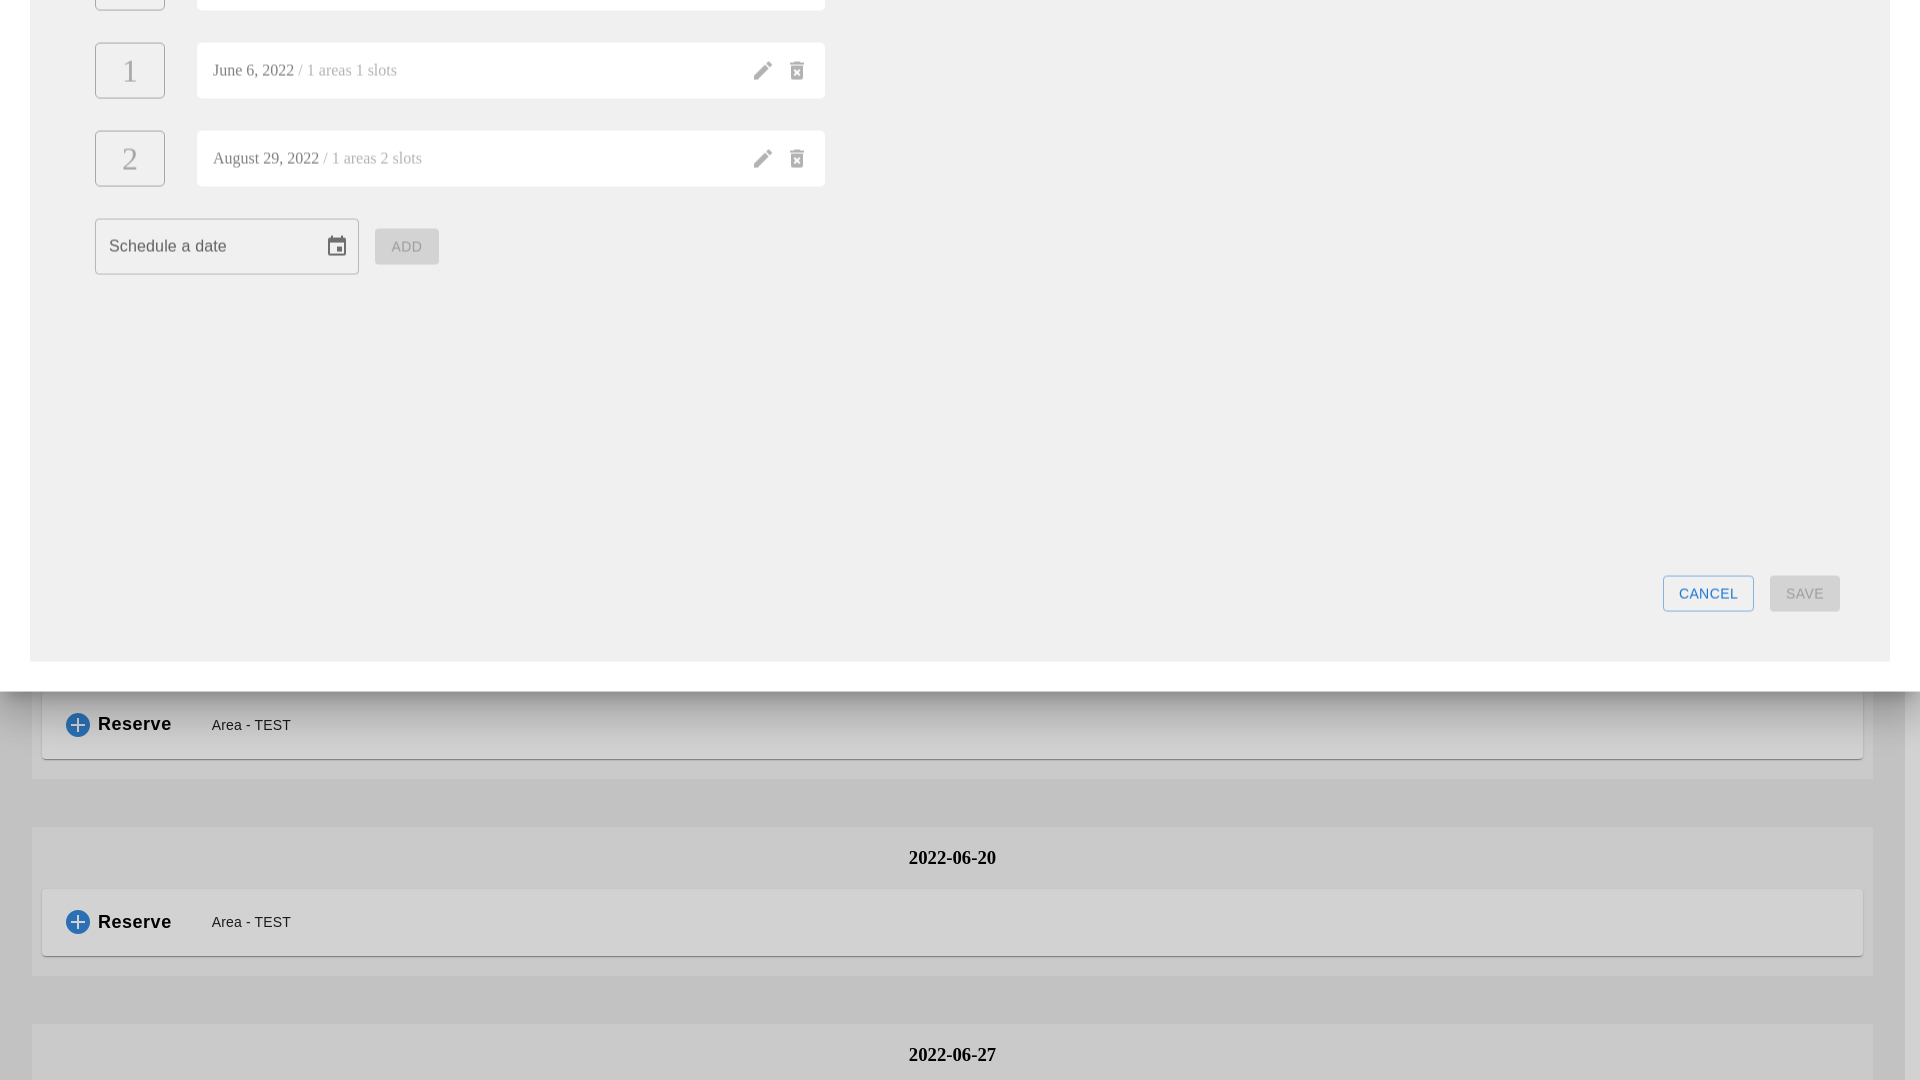 1
June 6, 2022 / 1 areas 1 slots
2
August 29, 2022 / 1 areas 2 slots
Schedule a date
ADD
CANCEL
SAVE
Reserve
Area - TEST
2022-06-20
Reserve
Area - TEST
2022-06-27